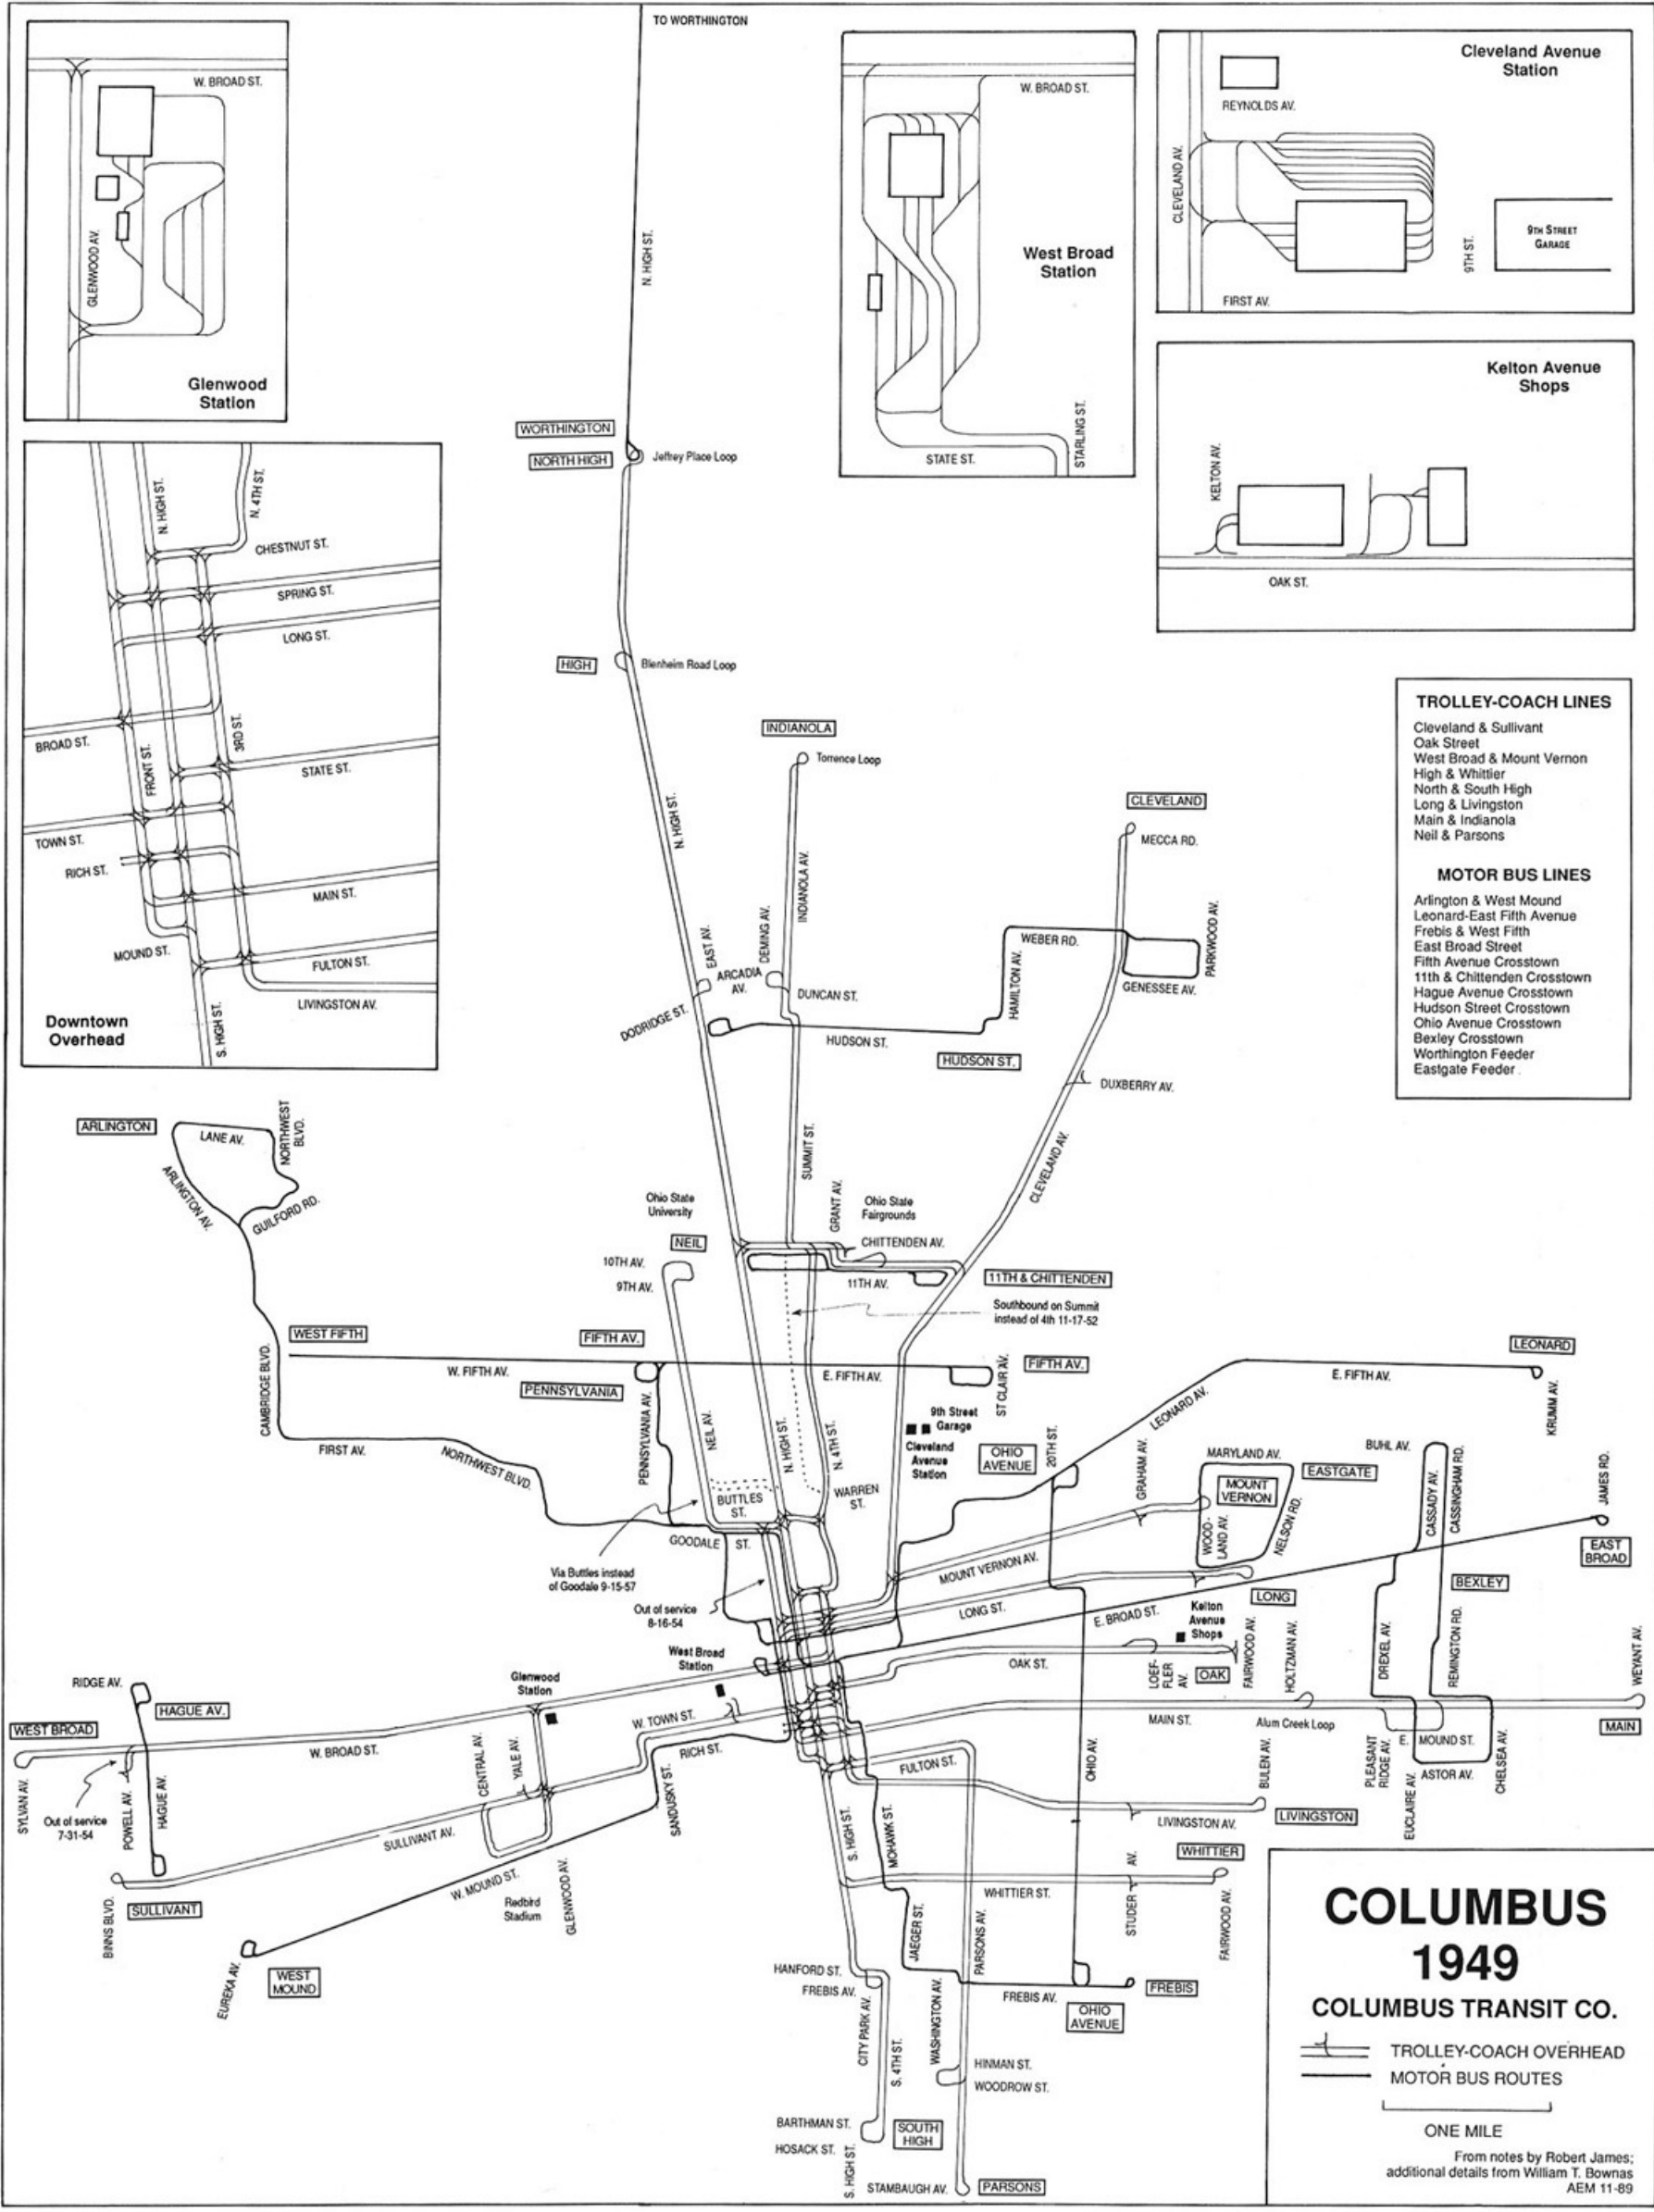 TO WORTHINGTON
W. BROAD ST.
GLENWOOD AV.
Glenwood
Station
W. BROAD ST.
West Broad
Station
STARLING ST.
STATE ST.
Cleveland Avenue
Station
REYNOLDS AV.
CLEVELAND AV.
9TH STREET
GARAGE
9TH ST.
FIRST AV.
Kelton Avenue
Shops
KELTON AV.
OAK ST.
N. HIGH ST.
N. 4TH ST.
CHESTNUT ST.
SPRING ST.
LONG ST.
BROAD ST.
FRONT ST.
3RD ST.
STATE ST.
TOWN ST.
RICH ST.
MAIN ST.
MOUND ST.
FULTON ST.
LIVINGSTON AV.
S. HIGH ST.
Downtown
Overhead
N. HIGH ST.
WORTHINGTON
NORTH HIGH
Jeffrey Place Loop
HIGH
Blenheim Road Loop
INDIANOLA
Torrence Loop
N. HIGH ST.
INDIANOLA AV.
CLEVELAND
MECCA RD.
TROLLEY-COACH LINES
Cleveland & Sullivant
Oak Street
West Broad & Mount Vernon
High & Whittier
North & South High
Long & Livingston
Main & Indianola
Neil & Parsons
MOTOR BUS LINES
Arlington & West Mound
Leonard-East Fifth Avenue
Frebis & West Fifth
East Broad Street
Fifth Avenue Crosstown
11th & Chittenden Crosstown
Hague Avenue Crosstown
Hudson Street Crosstown
Ohio Avenue Crosstown
Bexley Crosstown
Worthington Feeder
Eastgate Feeder
EAST AV.
DEMING AV.
ARCADIA
AV.
DUNCAN ST.
DODRIDGE ST.
HUDSON ST.
HUDSON ST.
HAMILTON AV.
WEBER RD.
PARKWOOD AV.
GENESSEE AV.
DUXBERRY AV.
CLEVELAND AV.
SUMMIT ST.
ARLINGTON
LANE AV.
NORTHWEST
BLVD.
ARLINGTON AV.
GUILFORD RD.
Ohio State
University
NEIL
10TH AV.
9TH AV.
GRANT AV.
Ohio State
Fairgrounds
CHITTENDEN AV.
11TH AV.
11TH & CHITTENDEN
Southbound on Summit
instead of 4th 11-17-52
WEST FIFTH
CAMBRIDGE BLVD.
FIFTH AV.
W. FIFTH AV.
PENNSYLVANIA
PENNSYLVANIA AV.
NEIL AV.
N. HIGH ST.
N. 4TH ST.
E. FIFTH AV.
ST CLAIR AV.
FIFTH AV.
9th Street
Garage
Cleveland
Avenue
Station
OHIO
AVENUE
20TH ST.
LEONARD AV.
E. FIFTH AV.
LEONARD
KRUMM AV.
FIRST AV.
NORTHWEST BLVD.
BUTTLES
ST.
WARREN
ST.
GOODALE ST.
Via Buttles instead
of Goodale 9-15-57
Out of service
8-16-54
GRAHAM AV.
MARYLAND AV.
MOUNT
VERNON
EASTGATE
WOOD-
LAND AV.
NELSON RD.
BUHL AV.
CASSADY AV.
CASSINGHAM RD.
JAMES RD.
EAST
BROAD
BEXLEY
MOUNT VERNON AV.
LONG ST.
LONG
E. BROAD ST.
Kelton
Avenue
Shops
OAK ST.
LOEF-
FLER
AV.
OAK
FAIRWOOD AV.
HOLTZMAN AV.
DREXEL AV.
REMINGTON RD.
WEYANT AV.
MAIN ST.
Alum Creek Loop
MAIN
PLEASANT
RIDGE AV.
E. MOUND ST.
ASTOR AV.
EUCLAIRE AV.
CHELSEA AV.
RIDGE AV.
HAGUE AV.
WEST BROAD
SYLVAN AV.
Out of service
7-31-54
POWELL AV.
HAGUE AV.
W. BROAD ST.
Glenwood
Station
West Broad
Station
W. TOWN ST.
RICH ST.
CENTRAL AV.
YALE AV.
SANDUSKY ST.
SULLIVANT AV.
BINNS BLVD.
SULLIVANT
W. MOUND ST.
Redbird
Stadium
GLENWOOD AV.
EUREKA AV.
WEST
MOUND
FULTON ST.
OHIO AV.
BULEN AV.
LIVINGSTON AV.
LIVINGSTON
S. HIGH ST.
MOHAWK ST.
WHITTIER
WHITTIER ST.
STUDER AV.
FAIRWOOD AV.
JAEGER ST.
PARSONS AV.
HANFORD ST.
FREBIS AV.
CITY PARK AV.
WASHINGTON AV.
FREBIS AV.
FREBIS
OHIO
AVENUE
S. 4TH ST.
HINMAN ST.
WOODROW ST.
BARTHMAN ST.
HOSACK ST.
SOUTH
HIGH
S. HIGH ST.
STAMBAUGH AV.
PARSONS
COLUMBUS
1949
COLUMBUS TRANSIT CO.
TROLLEY-COACH OVERHEAD
MOTOR BUS ROUTES
ONE MILE
From notes by Robert James;
additional details from William T. Bownas
AEM 11-89